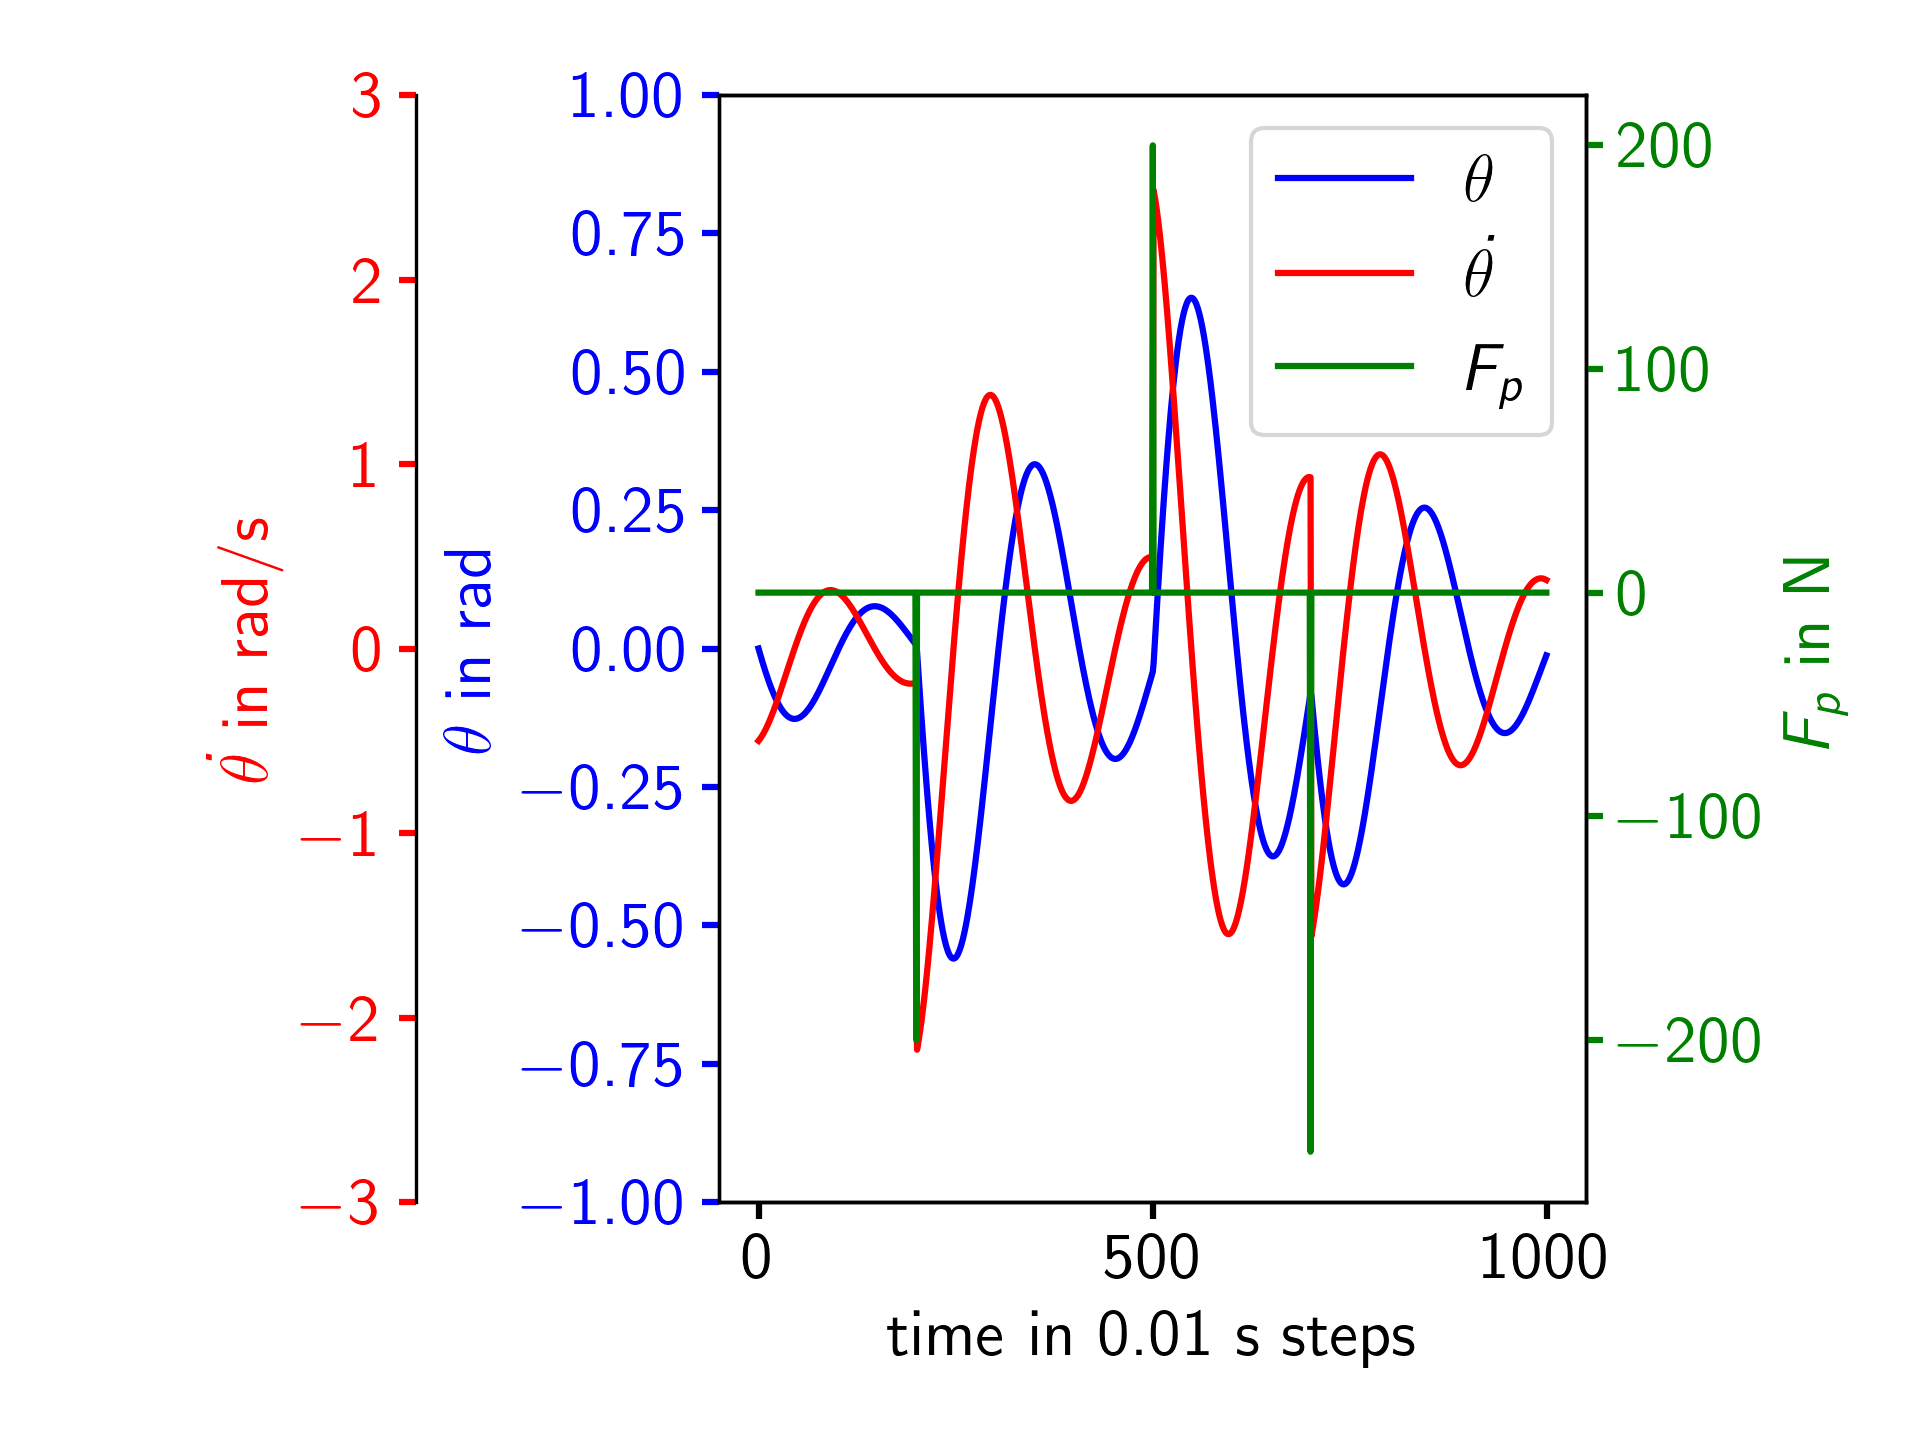 3
2
1
0
−1
−2
−3
θ̇ in rad/s
1.00
0.75
0.50
0.25
0.00
−0.25
−0.50
−0.75
−1.00
θ in rad
θ
θ̇
F_p
200
100
0
−100
−200
F_p in N
0 500 1000
time in 0.01 s steps